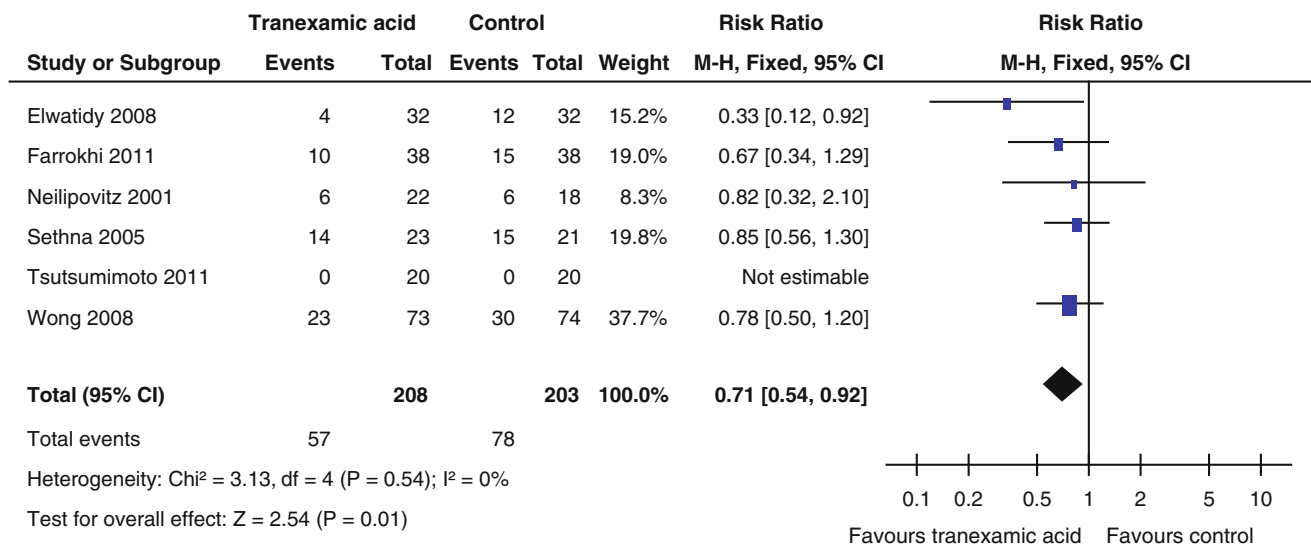 Tranexamic acid Control Risk Ratio Risk Ratio
Study or Subgroup Events Total Events Total Weight M-H, Fixed, 95% CI M-H, Fixed, 95% CI
Elwatidy 2008 4 32 12 32 15.2% 0.33 [0.12, 0.92]
Farrokhi 2011 10 38 15 38 19.0% 0.67 [0.34, 1.29]
Neilipovitz 2001 6 22 6 18 8.3% 0.82 [0.32, 2.10]
Sethna 2005 14 23 15 21 19.8% 0.85 [0.56, 1.30]
Tsutsumimoto 2011 0 20 0 20 Not estimable
Wong 2008 23 73 30 74 37.7% 0.78 [0.50, 1.20]
Total (95% CI) 208 203 100.0% 0.71 [0.54, 0.92]
Total events 57 78
Heterogeneity: Chi² = 3.13, df = 4 (P = 0.54); I² = 0%
Test for overall effect: Z = 2.54 (P = 0.01)
0.1 0.2 0.5 1 2 5 10
Favours tranexamic acid Favours control